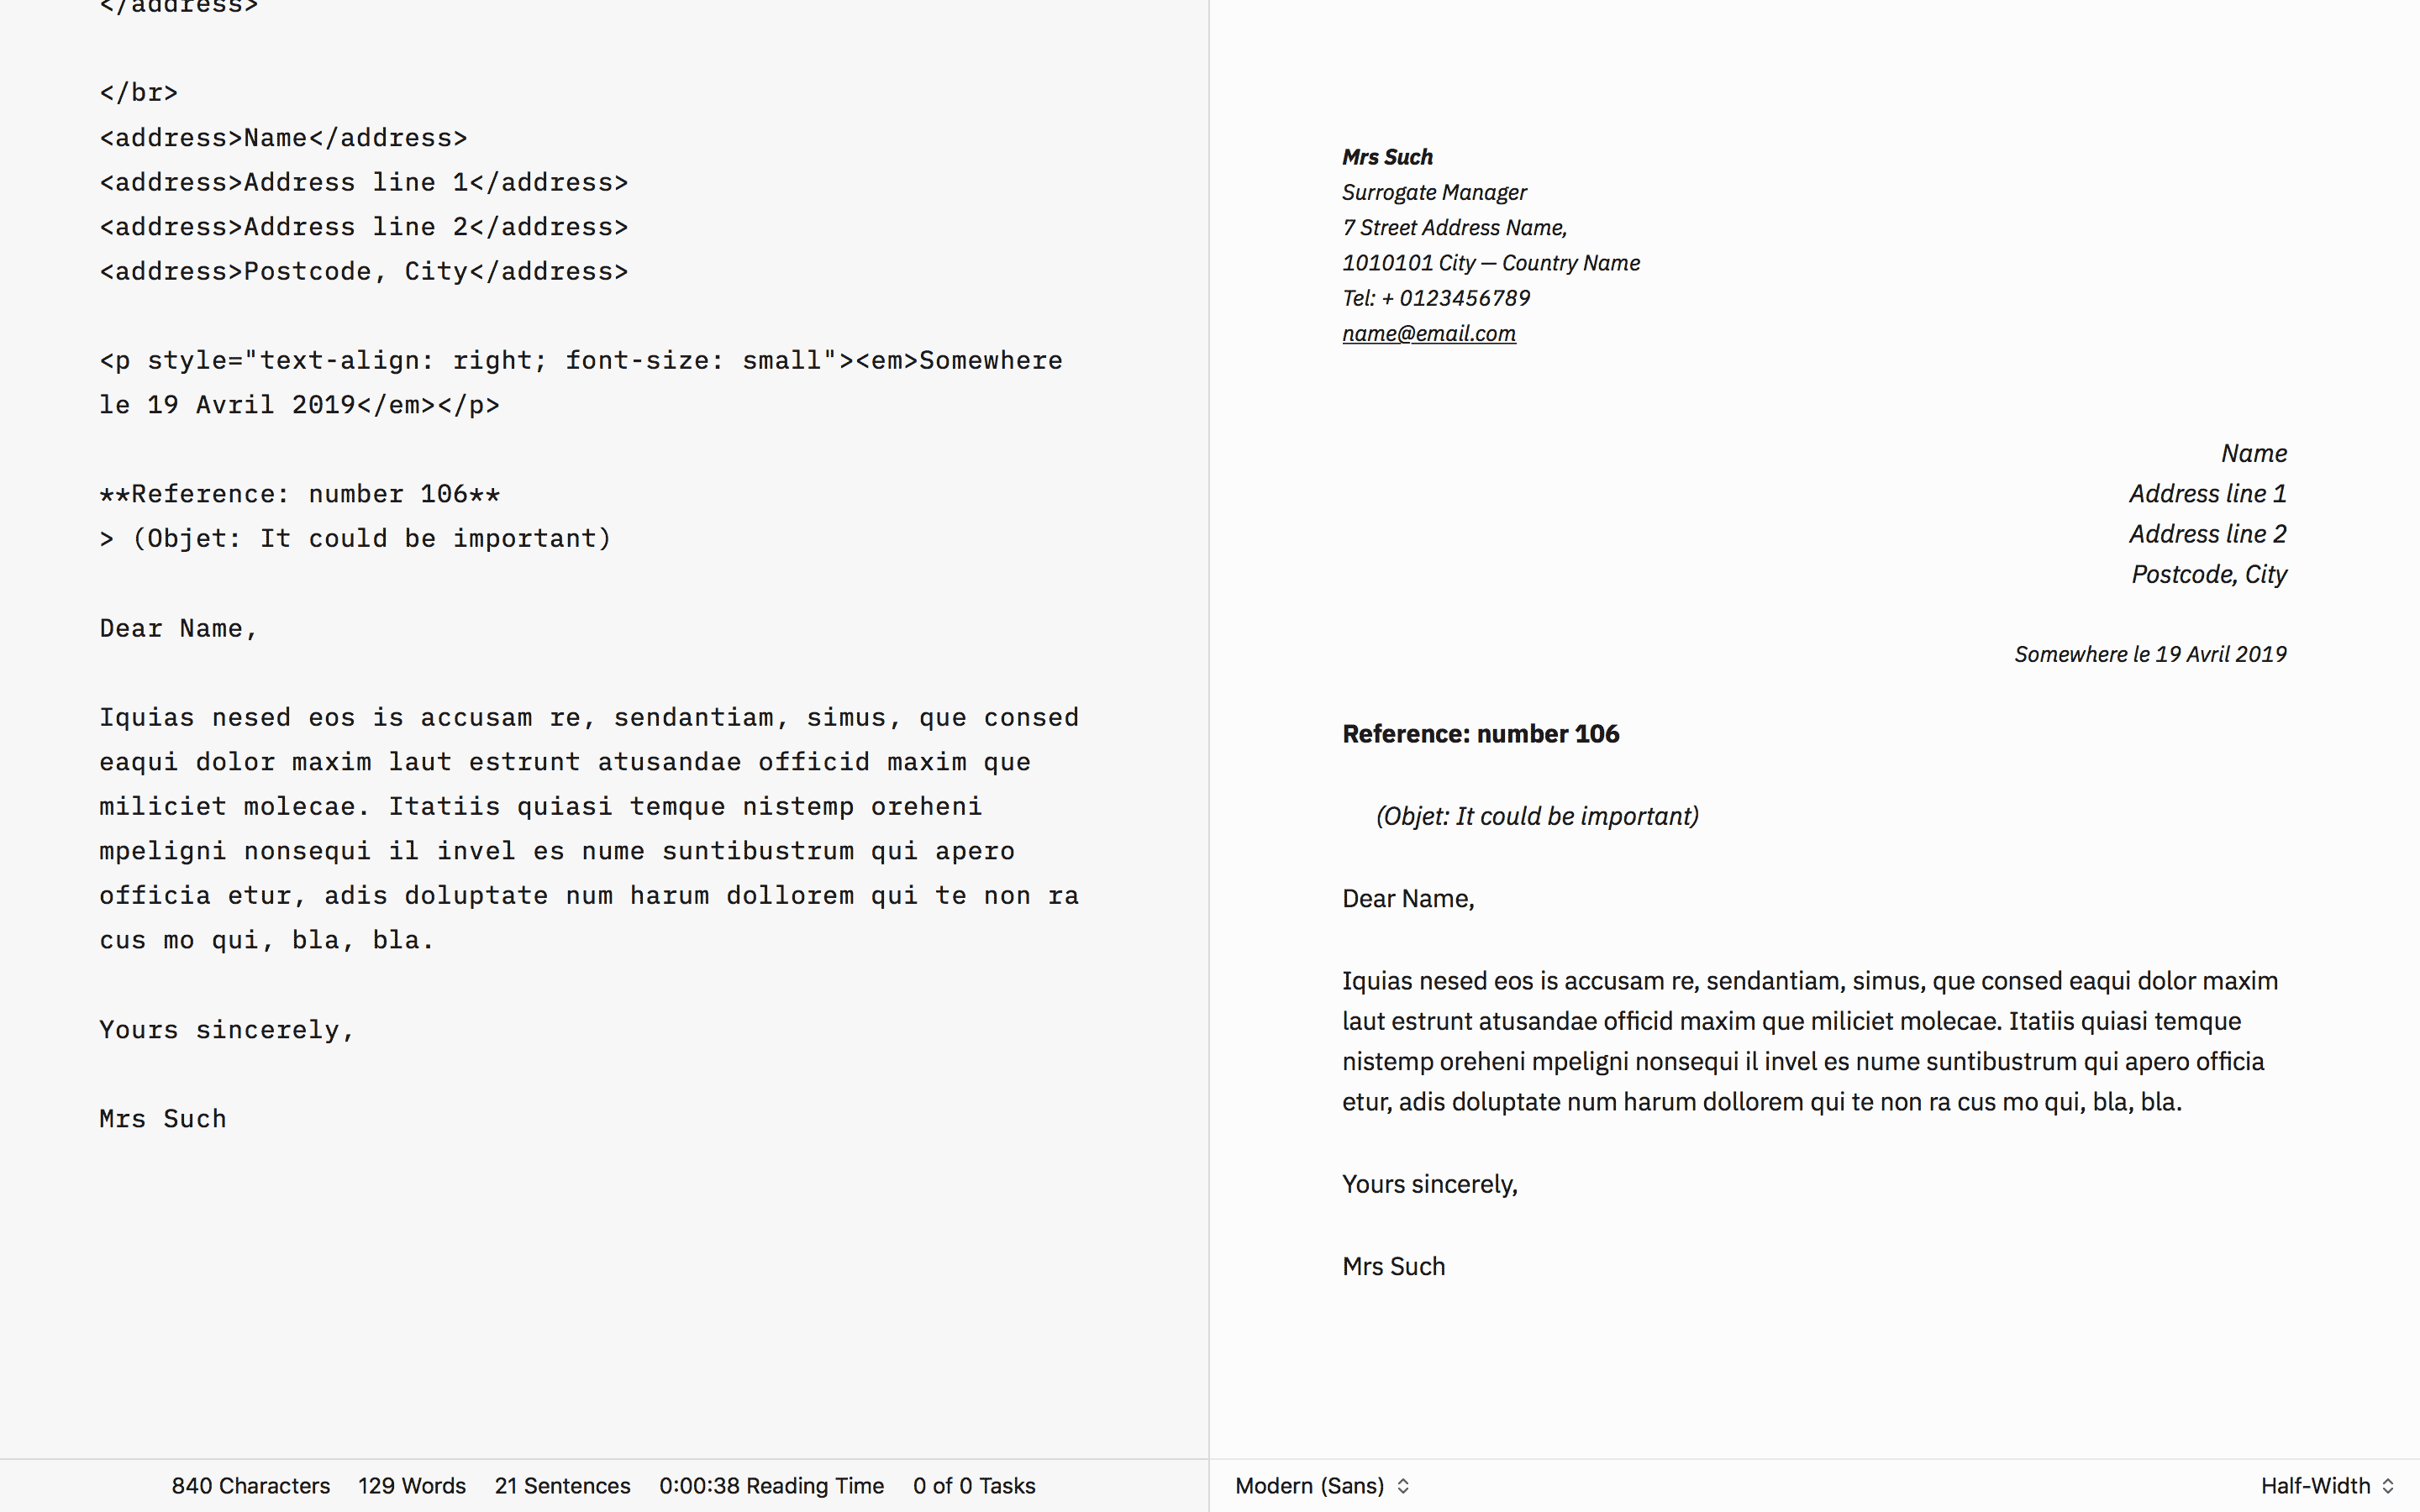 </address>
</br>
<address>Name</address>
<address>Address line 1</address>
<address>Address line 2</address>
<address>Postcode, City</address>
<p style="text-align: right; font-size: small"><em>Somewhere
le 19 Avril 2019</em></p>
**Reference: number 106**
> (Objet: It could be important)
Dear Name,
Iquias nesed eos is accusam re, sendantiam, simus, que consed
eaqui dolor maxim laut estrunt atusandae officid maxim que
miliciet molecae. Itatiis quiasi temque nistemp oreheni
mpeligni nonsequi il invel es nume suntibustrum qui apero
officia etur, adis doluptate num harum dollorem qui te non ra
cus mo qui, bla, bla.
Yours sincerely,
Mrs Such
840 Characters 129 Words 21 Sentences 0:00:38 Reading Time 0 of 0 Tasks
Mrs Such
Surrogate Manager
7 Street Address Name,
1010101 City — Country Name
Tel: + 0123456789
name@email.com
Name
Address line 1
Address line 2
Postcode, City
Somewhere le 19 Avril 2019
Reference: number 106
(Objet: It could be important)
Dear Name,
Iquias nesed eos is accusam re, sendantiam, simus, que consed eaqui dolor maxim
laut estrunt atusandae officid maxim que miliciet molecae. Itatiis quiasi temque
nistemp oreheni mpeligni nonsequi il invel es nume suntibustrum qui apero officia
etur, adis doluptate num harum dollorem qui te non ra cus mo qui, bla, bla.
Yours sincerely,
Mrs Such
Modern (Sans) Half-Width